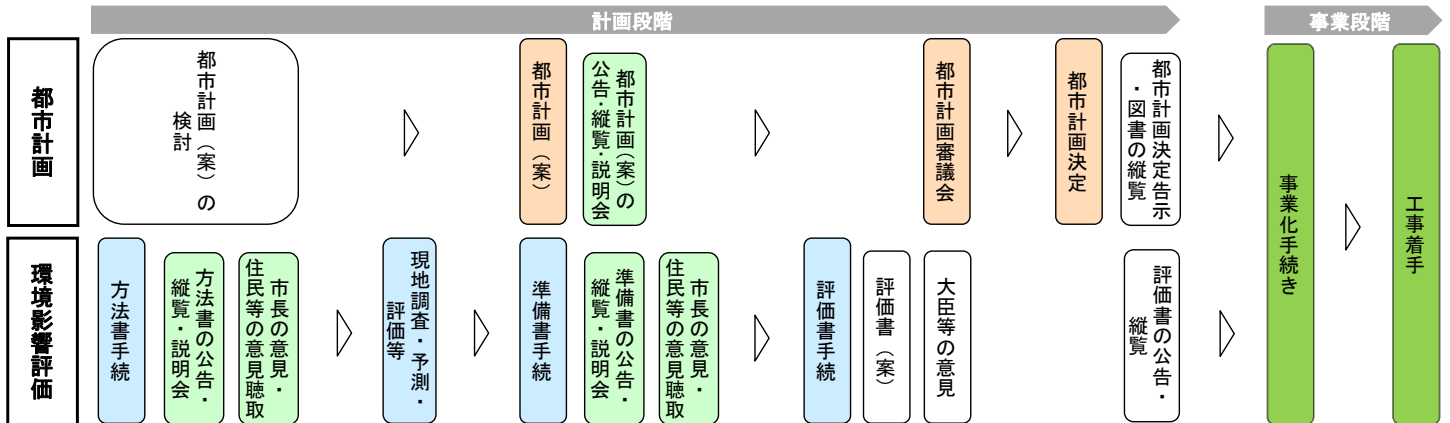 計画段階
事業段階
都市計画
都市計画（案）の
検討
都市計画（案）
都市計画（案）の
公告・縦覧・説明会
都市計画審議会
都市計画決定
都市計画決定告示
・図書の縦覧
環境影響評価
方法書手続
方法書の公告・
縦覧・説明会
市長の意見・
住民等の意見聴取
現地調査・予測・
評価等
準備書手続
準備書の公告・
縦覧・説明会
市長の意見・
住民等の意見聴取
評価書手続
評価書（案）
大臣等の意見
評価書の公告・
縦覧
事業化手続き
工事着手